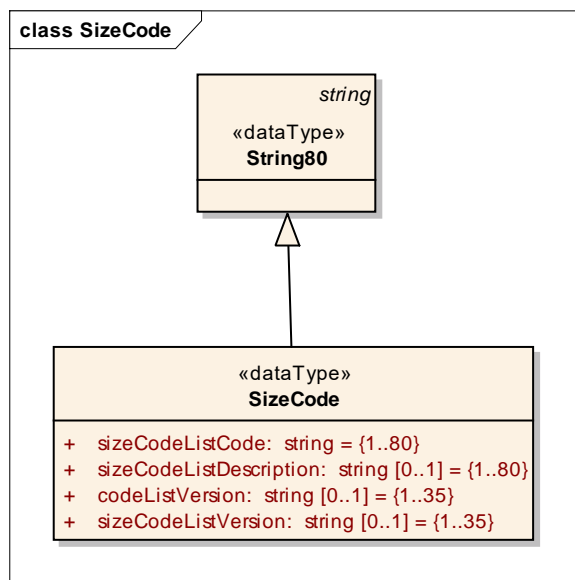 class SizeCode
string
«dataType»
String80
«dataType»
SizeCode
+ sizeCodeListCode: string = {1..80}
+ sizeCodeListDescription: string [0..1] = {1..80}
+ codeListVersion: string [0..1] = {1..35}
+ sizeCodeListVersion: string [0..1] = {1..35}